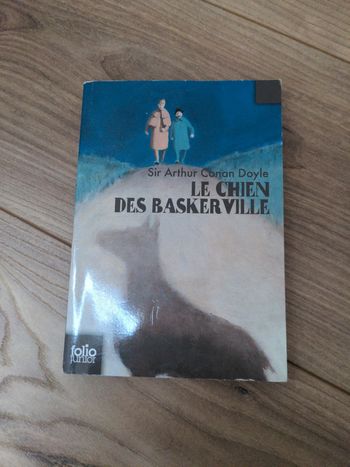 Sir Arthur Conan Doyle
LE CHIEN
DES BASKERVILLE
folio
junior